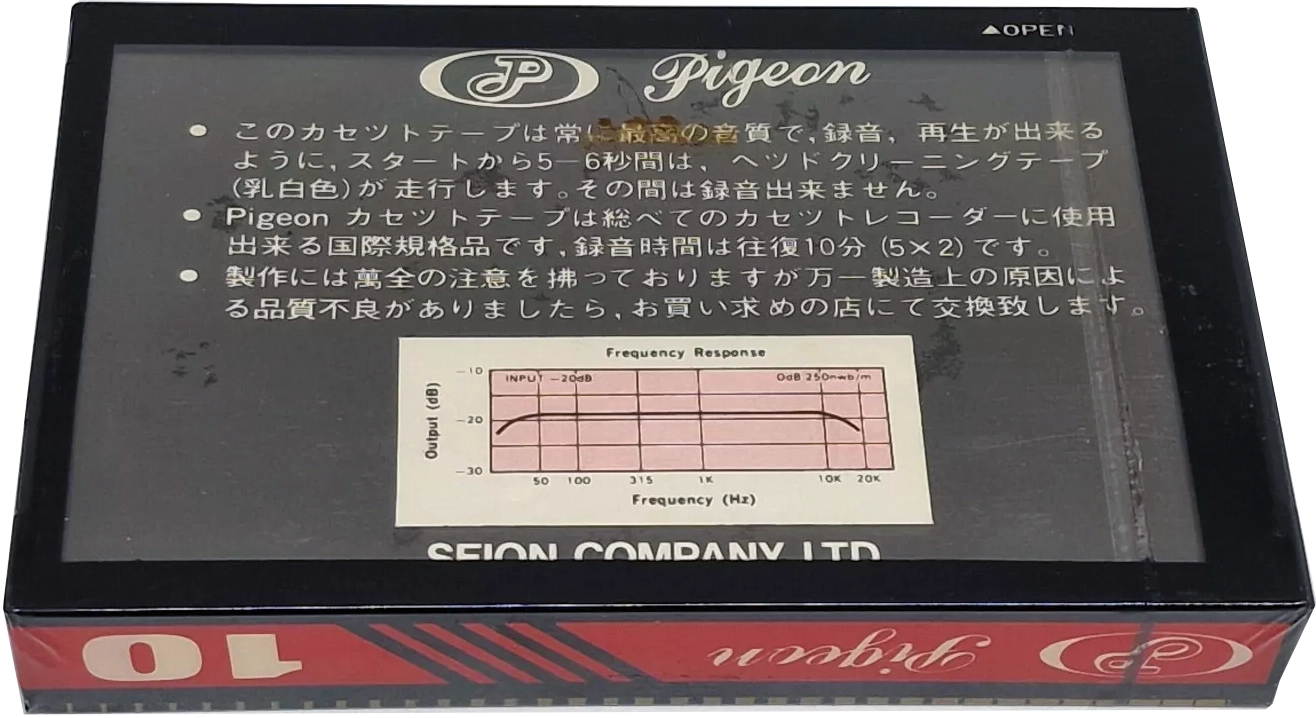 ▲OPEN
P Pigeon
● このカセツトテープは常に最高の音質で,録音, 再生が出来る
ように,スタートから5―6秒間は, ヘツドクリーニングテープ
(乳白色)が 走行します。その間は録音出来ません。
● Pigeon カセツトテープは総べてのカセツトレコーダーに使用
出来る国際規格品です,録音時間は往復10分 (5×2) です。
● 製作には萬全の注意を拂っておりますが万一製造上の原因によ
る品質不良がありましたら,お買い求めの店にて交換致します。
Frequency Response
INPUT −20dB 0dB 250nwb/m
Output (dB)
−10
−20
−30
50 100 315 1K 10K 20K
Frequency (Hz)
SEION COMPANY LTD
P Pigeon 10